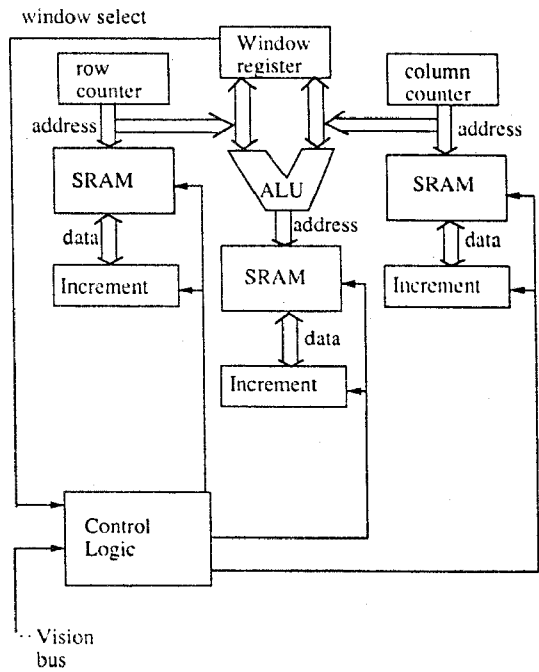 window select
Window
register
row
counter
column
counter
address
address
SRAM
ALU
SRAM
address
data
data
SRAM
Increment
Increment
data
Increment
Control
Logic
Vision
bus